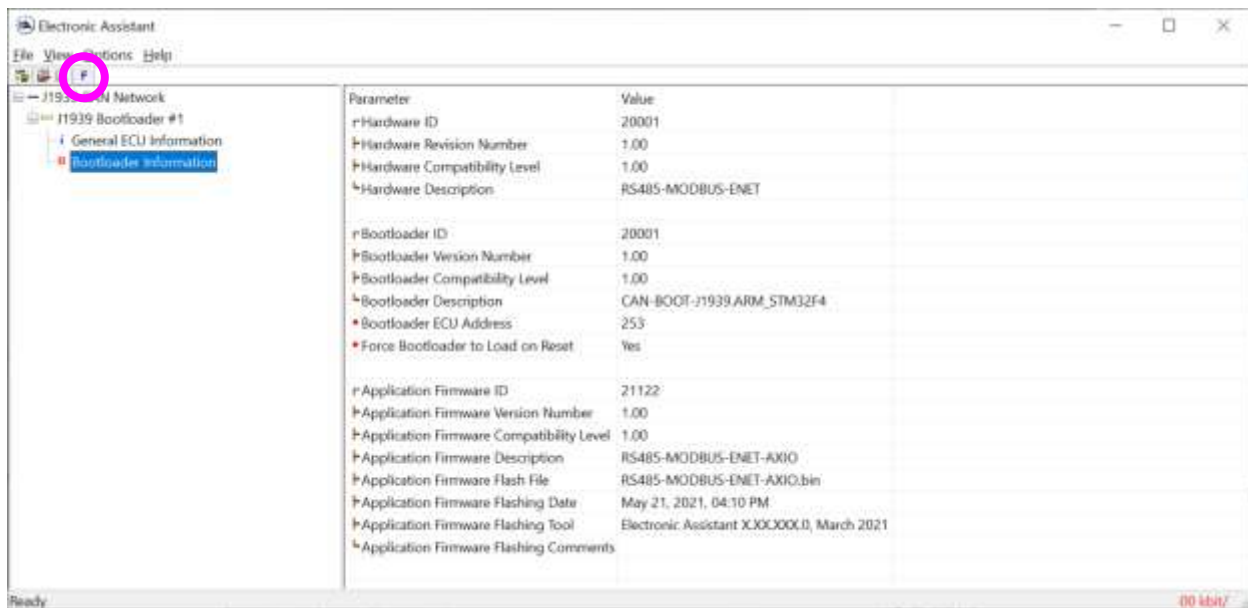 Electronic Assistant
File View Options Help
F
J1939 CAN Network
J1939 Bootloader #1
General ECU Information
Bootloader Information
Parameter Value
Hardware ID 20001
Hardware Revision Number 1.00
Hardware Compatibility Level 1.00
Hardware Description RS485-MODBUS-ENET
Bootloader ID 20001
Bootloader Version Number 1.00
Bootloader Compatibility Level 1.00
Bootloader Description CAN-BOOT-J1939.ARM_STM32F4
Bootloader ECU Address 253
Force Bootloader to Load on Reset Yes
Application Firmware ID 21122
Application Firmware Version Number 1.00
Application Firmware Compatibility Level 1.00
Application Firmware Description RS485-MODBUS-ENET-AXIO
Application Firmware Flash File RS485-MODBUS-ENET-AXIO.bin
Application Firmware Flashing Date May 21, 2021, 04:10 PM
Application Firmware Flashing Tool Electronic Assistant X.XX.XXX.0, March 2021
Application Firmware Flashing Comments
Ready 00 kbit/